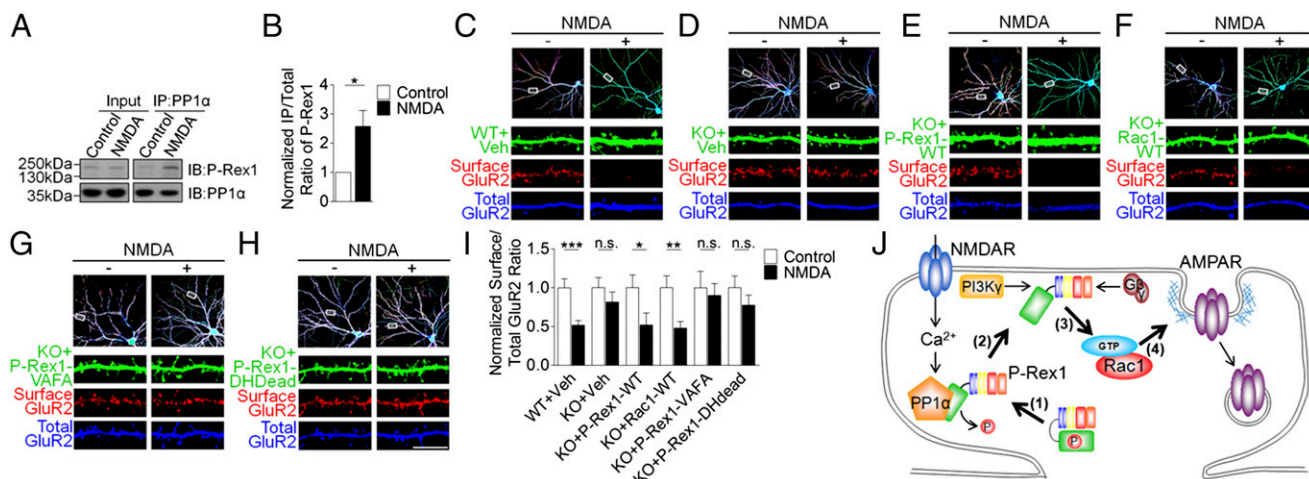 A
Input
IP:PP1α
Control
NMDA
Control
NMDA
250kDa
130kDa
IB:P-Rex1
35kDa
IB:PP1α
B
Normalized IP/Total
Ratio of P-Rex1
4
3
2
1
0
*
Control
NMDA
C
NMDA
- +
WT+
Veh
Surface
GluR2
Total
GluR2
D
NMDA
- +
KO+
Veh
Surface
GluR2
Total
GluR2
E
NMDA
- +
KO+
P-Rex1-
WT
Surface
GluR2
Total
GluR2
F
NMDA
- +
KO+
Rac1-
WT
Surface
GluR2
Total
GluR2
G
NMDA
- +
KO+
P-Rex1-
VAFA
Surface
GluR2
Total
GluR2
H
NMDA
- +
KO+
P-Rex1-
DHDead
Surface
GluR2
Total
GluR2
I
Normalized Surface/
Total GluR2 Ratio
1.5
1.0
0.5
0.0
*** n.s. * ** n.s. n.s.
Control
NMDA
WT+Veh
KO+Veh
KO+P-Rex1-WT
KO+Rac1-WT
KO+P-Rex1-VAFA
KO+P-Rex1-DHdead
J
NMDAR
AMPAR
PI3Kγ
Gβ
γ
Ca2+
(2)
(3)
GTP
Rac1
(4)
P-Rex1
PP1α
(1)
P
P